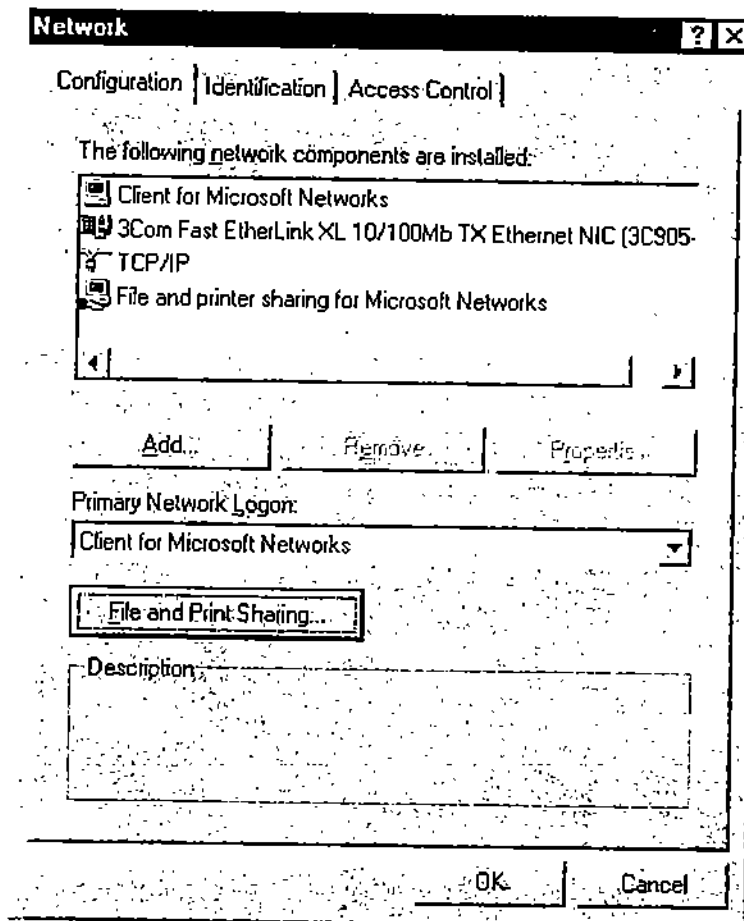 Network ? ×
Configuration Identification Access Control
The following network components are installed:
Client for Microsoft Networks
3Com Fast EtherLink XL 10/100Mb TX Ethernet NIC (3C905-
TCP/IP
File and printer sharing for Microsoft Networks
Add... Remove Properties
Primary Network Logon:
Client for Microsoft Networks
File and Print Sharing...
Description
OK Cancel